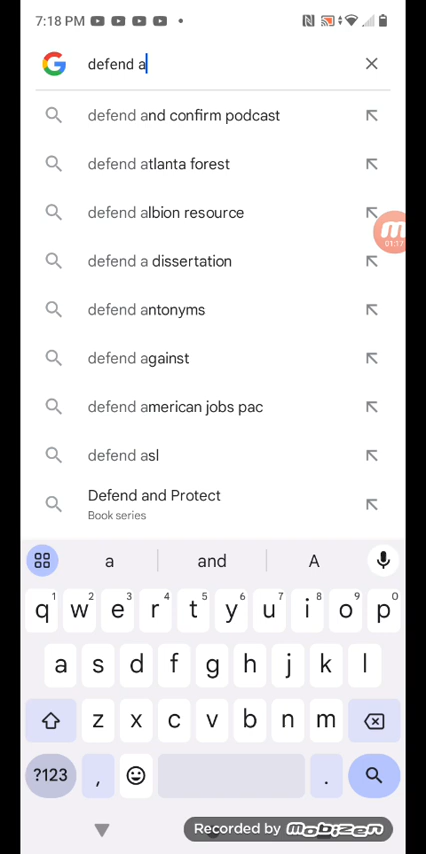 7:18 PM
defend a
defend and confirm podcast
defend atlanta forest
defend albion resource
01:17
defend a dissertation
defend antonyms
defend against
defend american jobs pac
defend asl
Defend and Protect
Book series
a and A
1 2 3 4 5 6 7 8 9 0
q w e r t y u i o p
a s d f g h j k l
z x c v b n m
?123 , .
Recorded by mobizen